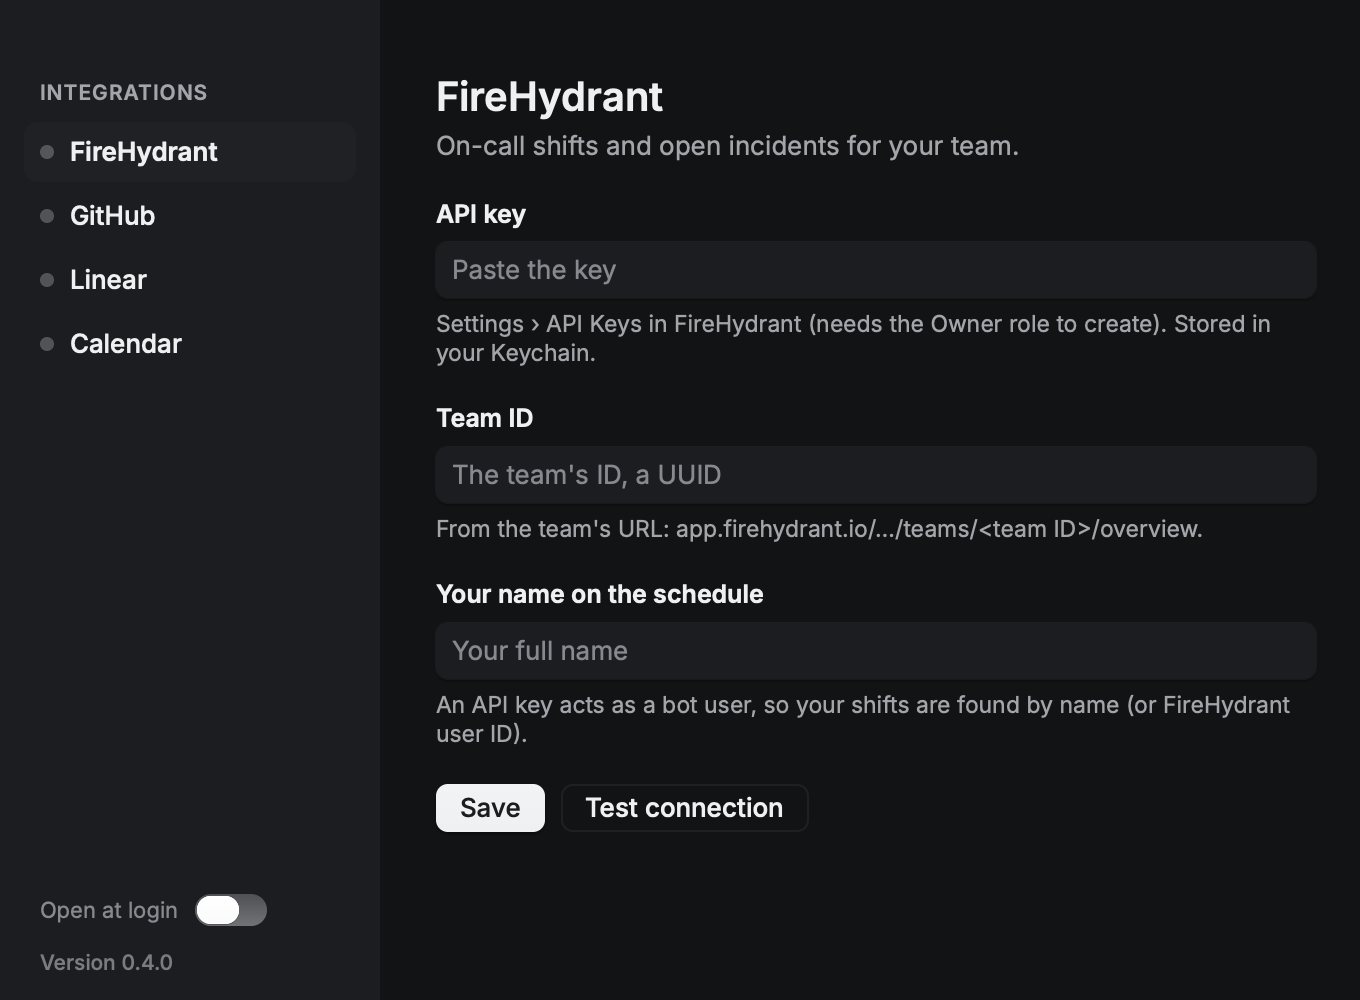 INTEGRATIONS
FireHydrant
GitHub
Linear
Calendar
Open at login
Version 0.4.0
FireHydrant
On-call shifts and open incidents for your team.
API key
Paste the key
Settings › API Keys in FireHydrant (needs the Owner role to create). Stored in
your Keychain.
Team ID
The team's ID, a UUID
From the team's URL: app.firehydrant.io/.../teams/<team ID>/overview.
Your name on the schedule
Your full name
An API key acts as a bot user, so your shifts are found by name (or FireHydrant
user ID).
Save
Test connection